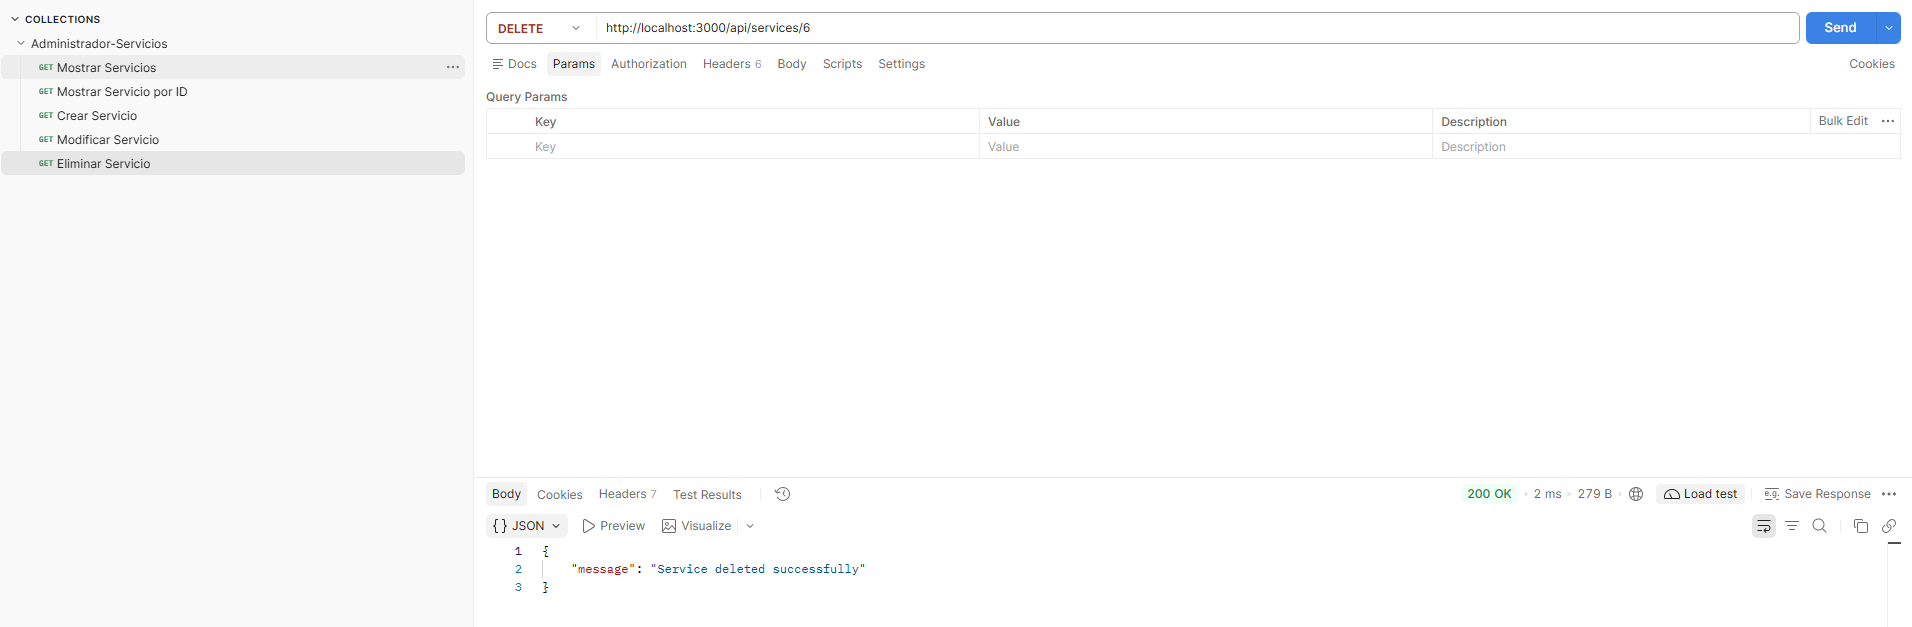 COLLECTIONS
Administrador-Servicios
GET Mostrar Servicios
GET Mostrar Servicio por ID
GET Crear Servicio
GET Modificar Servicio
GET Eliminar Servicio
DELETE http://localhost:3000/api/services/6 Send
Docs Params Authorization Headers 6 Body Scripts Settings Cookies
Query Params
Key Value Description Bulk Edit
Key Value Description
Body Cookies Headers 7 Test Results 200 OK 2 ms 279 B Load test e.g. Save Response
{} JSON Preview Visualize
1 {
2 "message": "Service deleted successfully"
3 }